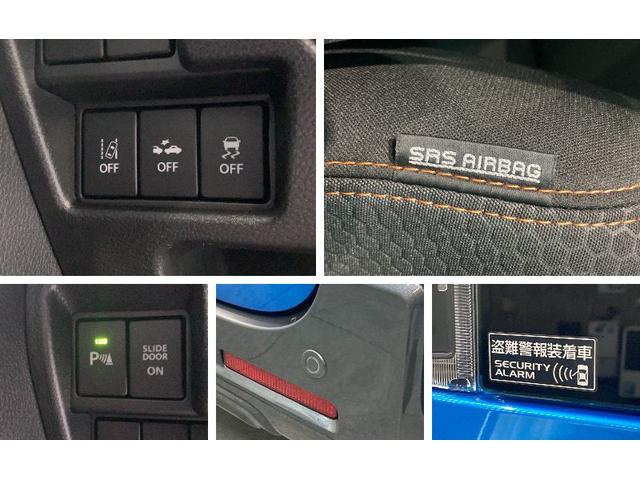 OFF
OFF
OFF
SRS AIRBAG
P
SLIDE
DOOR
ON
盗難警報装着車
SECURITY
ALARM